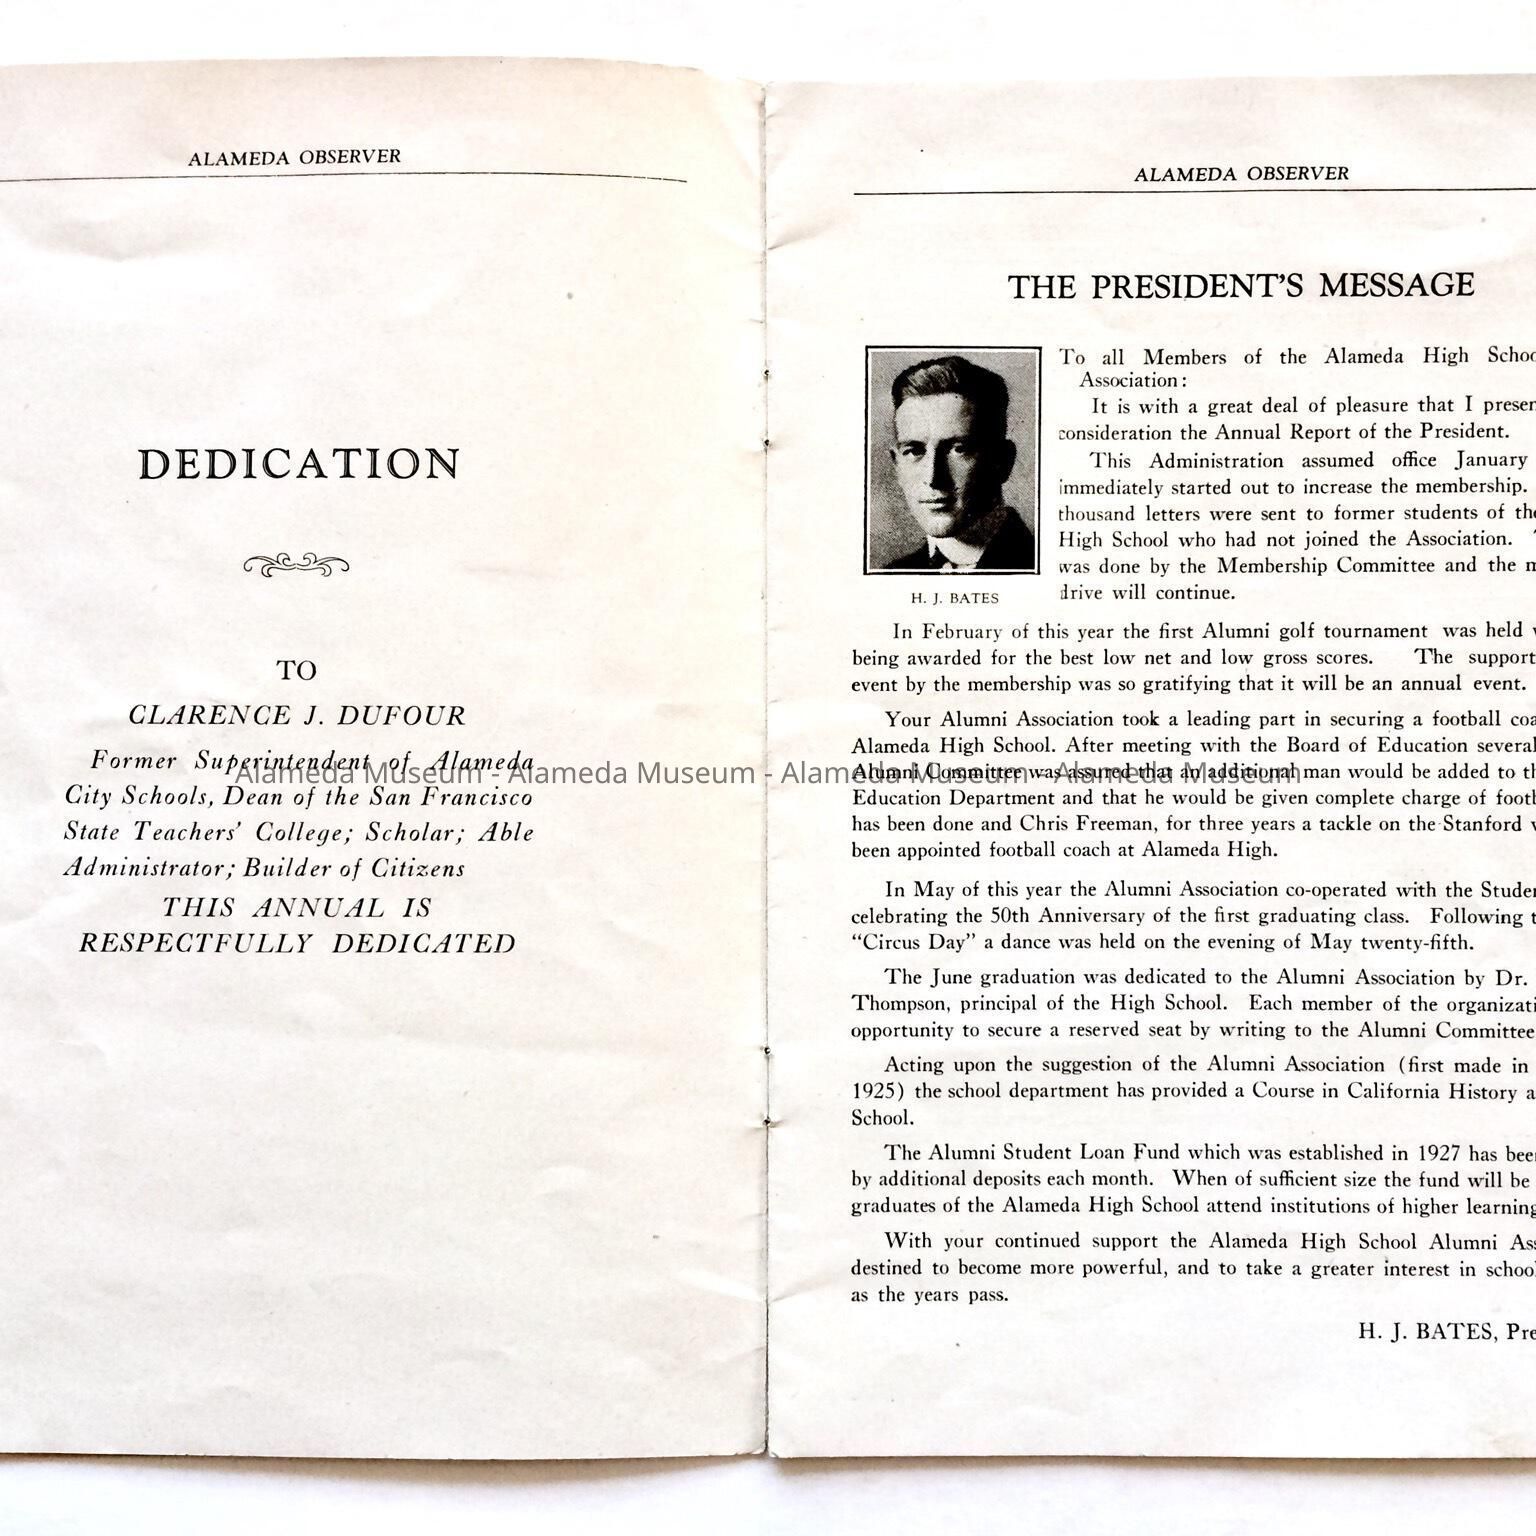 ALAMEDA OBSERVER
DEDICATION
TO
CLARENCE J. DUFOUR
Former Superintendent of Alameda
City Schools, Dean of the San Francisco
State Teachers' College; Scholar; Able
Administrator; Builder of Citizens
THIS ANNUAL IS
RESPECTFULLY DEDICATED
ALAMEDA OBSERVER
THE PRESIDENT'S MESSAGE
H. J. BATES
To all Members of the Alameda High
Association:
It is with a great deal of pleasure that I
consideration the Annual Report of the President.
This Administration assumed office January
immediately started out to increase the membership.
thousand letters were sent to former students of
High School who had not joined the Association.
was done by the Membership Committee and the
drive will continue.
In February of this year the first Alumni golf tournament was held
being awarded for the best low net and low gross scores. The support
event by the membership was so gratifying that it will be an annual event.
Your Alumni Association took a leading part in securing a football
Alameda High School. After meeting with the Board of Education several
Alumni Committee was assured that an additional man would be added to
Education Department and that he would be given complete charge of
has been done and Chris Freeman, for three years a tackle on the Stanford
been appointed football coach at Alameda High.
In May of this year the Alumni Association co-operated with the
celebrating the 50th Anniversary of the first graduating class. Following
"Circus Day" a dance was held on the evening of May twenty-fifth.
The June graduation was dedicated to the Alumni Association by Dr.
Thompson, principal of the High School. Each member of the
opportunity to secure a reserved seat by writing to the Alumni Committee
Acting upon the suggestion of the Alumni Association (first made in
1925) the school department has provided a Course in California History
School.
The Alumni Student Loan Fund which was established in 1927 has
by additional deposits each month. When of sufficient size the fund will be
graduates of the Alameda High School attend institutions of higher learning
With your continued support the Alameda High School Alumni
destined to become more powerful, and to take a greater interest in
as the years pass.
H. J. BATES,
Alameda Museum - Alameda Museum - Alameda Museum - Alameda Museum